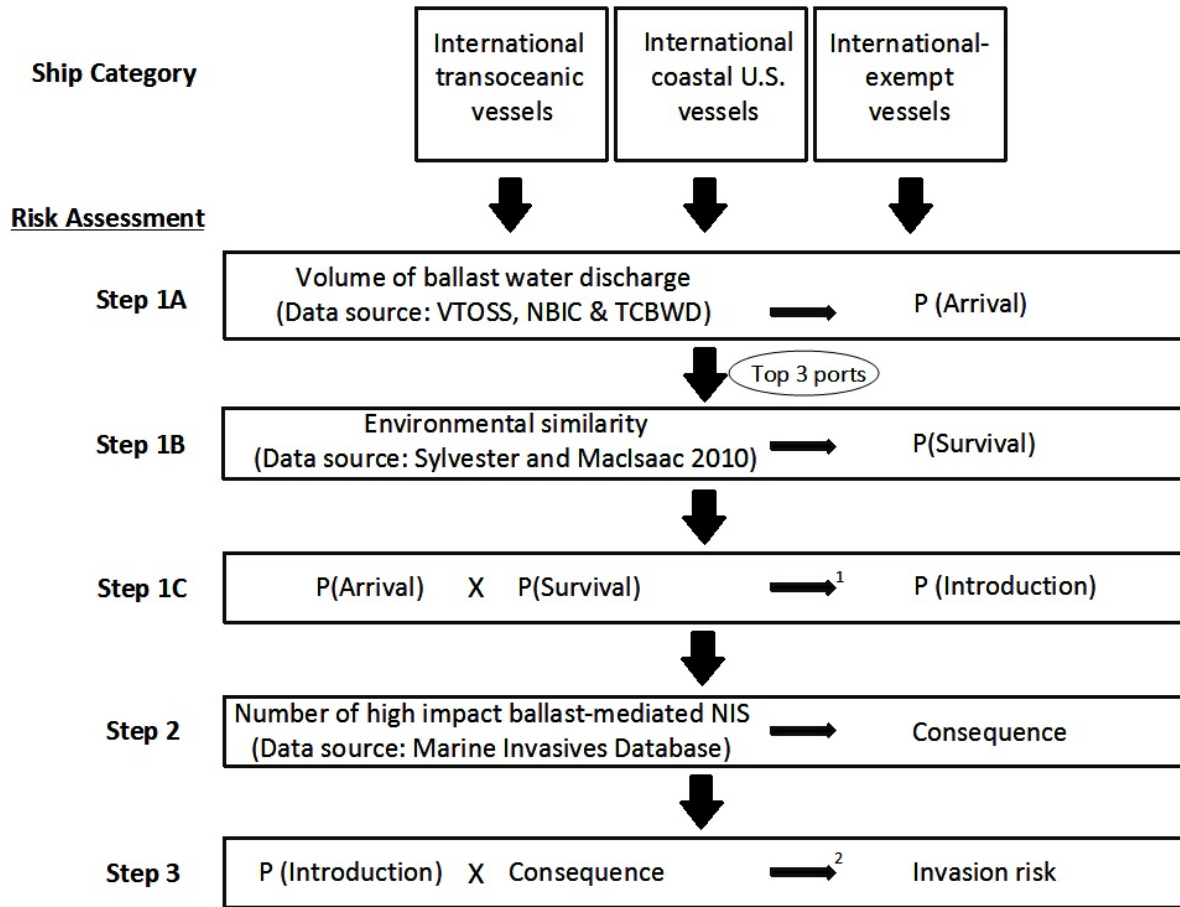 Ship Category
International
transoceanic
vessels
International
coastal U.S.
vessels
International-
exempt
vessels
Risk Assessment
Step 1A
Volume of ballast water discharge
(Data source: VTOSS, NBIC & TCBWD)
P (Arrival)
Top 3 ports
Step 1B
Environmental similarity
(Data source: Sylvester and MacIsaac 2010)
P(Survival)
Step 1C
P(Arrival) X P(Survival)
1
P (Introduction)
Step 2
Number of high impact ballast-mediated NIS
(Data source: Marine Invasives Database)
Consequence
Step 3
P (Introduction) X Consequence
2
Invasion risk